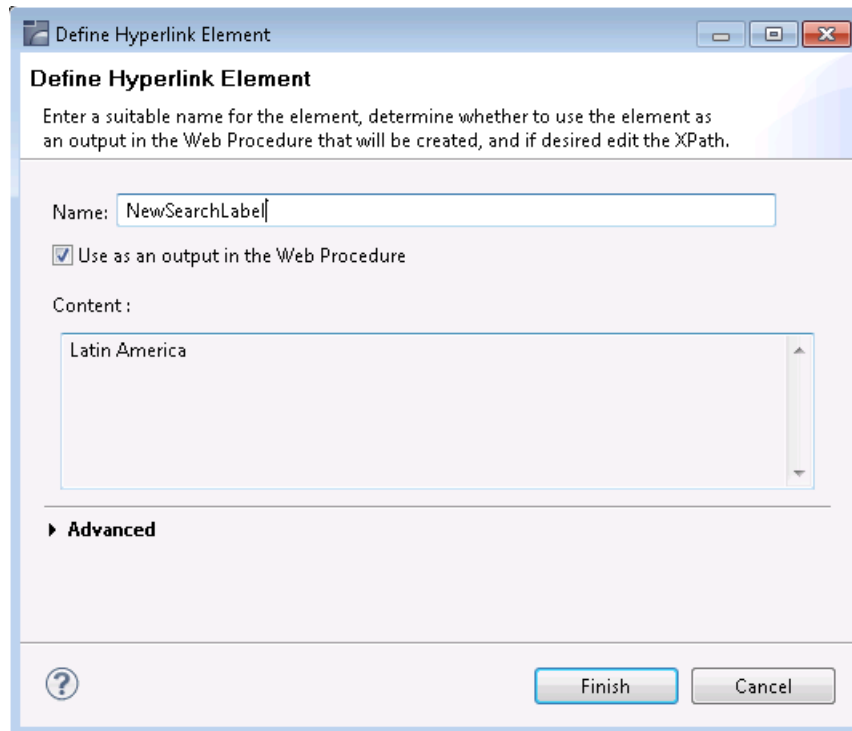 Define Hyperlink Element
Define Hyperlink Element
Enter a suitable name for the element, determine whether to use the element as
an output in the Web Procedure that will be created, and if desired edit the XPath.
Name: NewSearchLabel
Use as an output in the Web Procedure
Content :
Latin America
Advanced
?
Finish Cancel